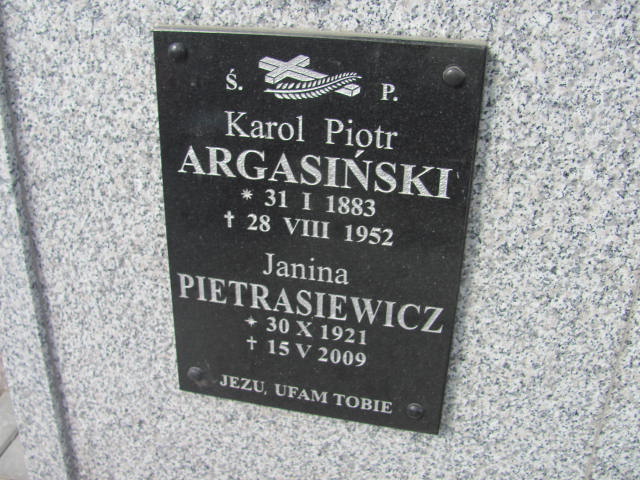 Ś. P.
Karol Piotr
ARGASIŃSKI
* 31 I 1883
† 28 VIII 1952
Janina
PIETRASIEWICZ
* 30 X 1921
† 15 V 2009
JEZU, UFAM TOBIE